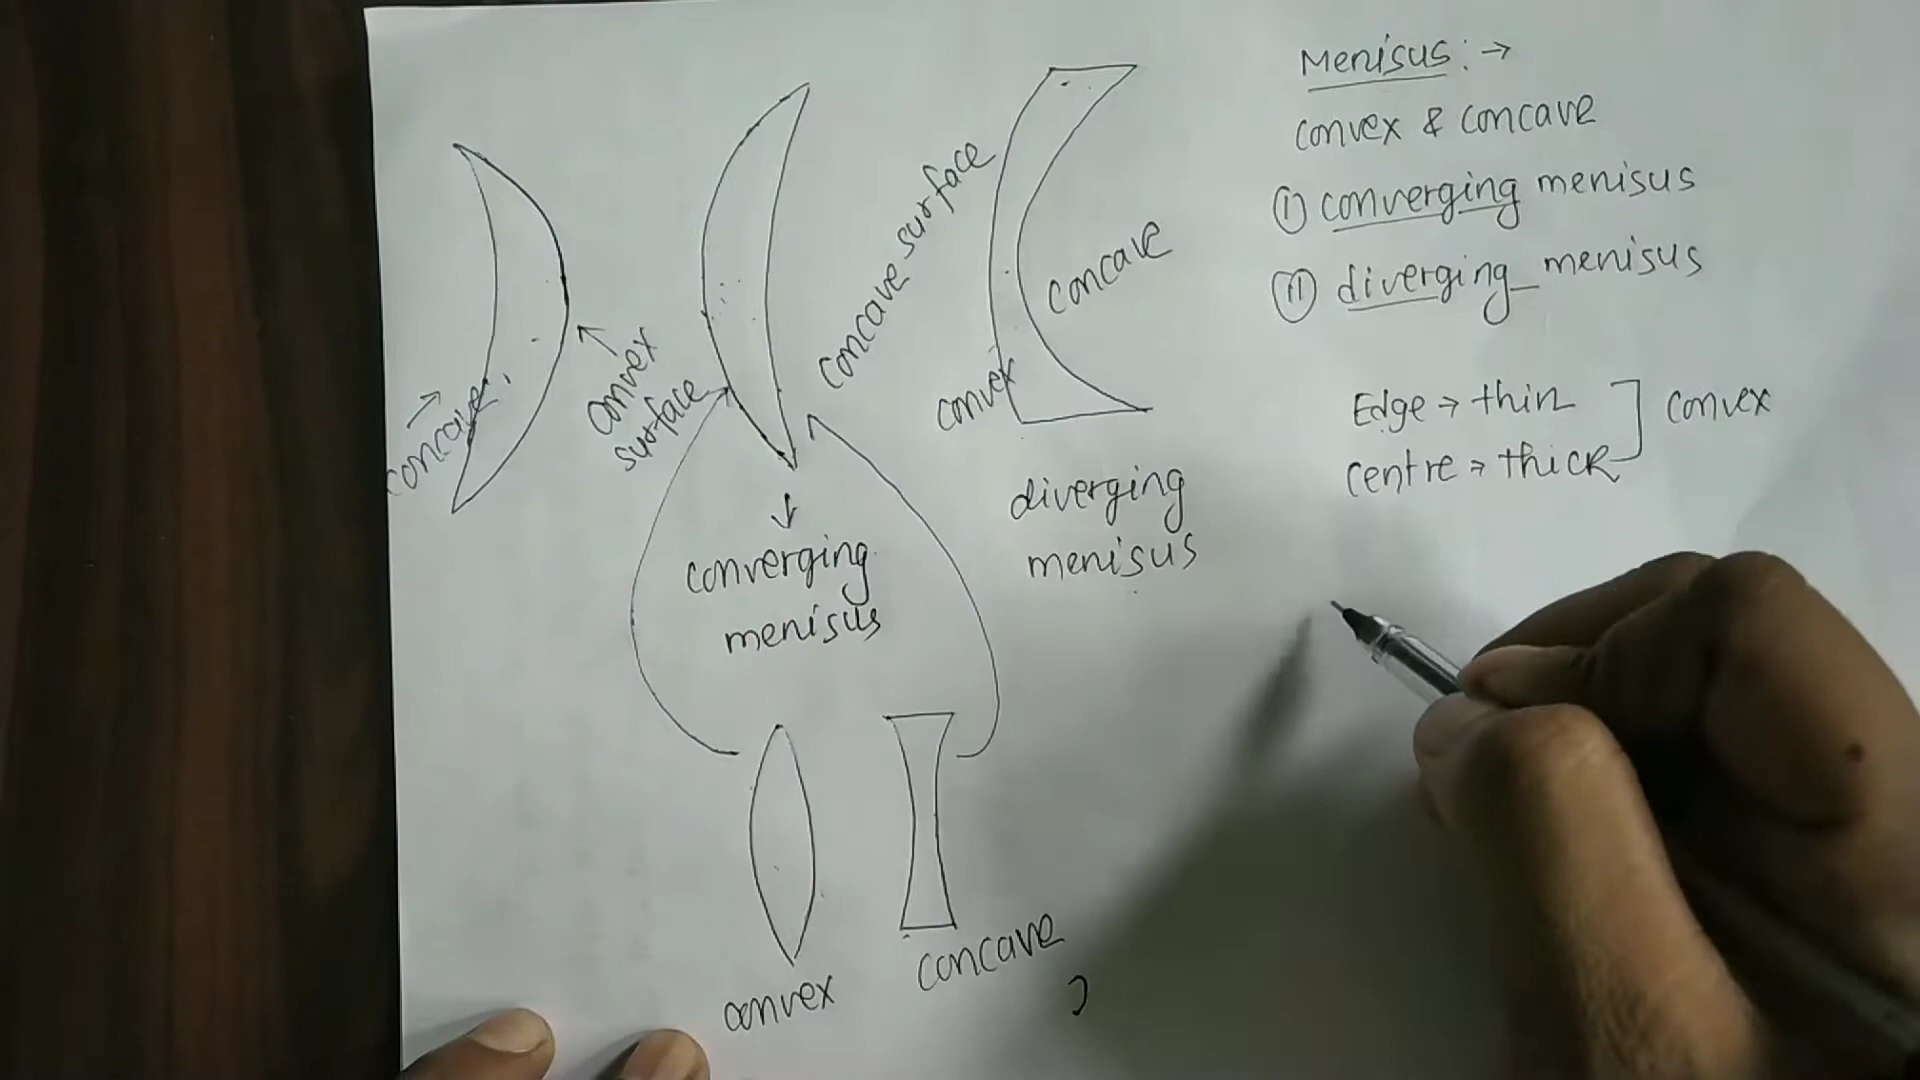 Menisus: →
convex & concave
(I) converging menisus
(II) diverging menisus
Edge → thin
centre → thick
convex
concave
convex
surface
concave surface
concave
convex
converging
menisus
diverging
menisus
convex
concave